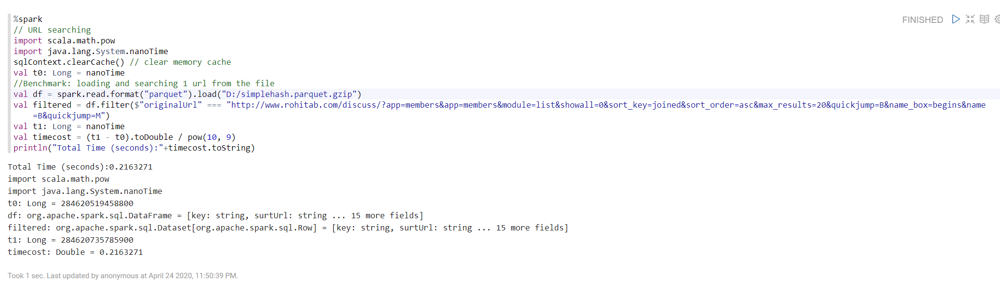 %spark
FINISHED
// URL searching
import scala.math.pow
import java.lang.System.nanoTime
sqlContext.clearCache() // clear memory cache
val t0: Long = nanoTime
//Benchmark: loading and searching 1 url from the file
val df = spark.read.format("parquet").load("D:/simplehash.parquet.gzip")
val filtered = df.filter($"originalUrl" === "http://www.rohitab.com/discuss/?app=members&app=members&module=list&showall=0&sort_key=joined&sort_order=asc&max_results=20&quickjump=B&name_box=begins&name
=B&quickjump=M")
val t1: Long = nanoTime
val timecost = (t1 - t0).toDouble / pow(10, 9)
println("Total Time (seconds):"+timecost.toString)
Total Time (seconds):0.2163271
import scala.math.pow
import java.lang.System.nanoTime
t0: Long = 284620519458800
df: org.apache.spark.sql.DataFrame = [key: string, surtUrl: string ... 15 more fields]
filtered: org.apache.spark.sql.Dataset[org.apache.spark.sql.Row] = [key: string, surtUrl: string ... 15 more fields]
t1: Long = 284620735785900
timecost: Double = 0.2163271
Took 1 sec. Last updated by anonymous at April 24 2020, 11:50:39 PM.